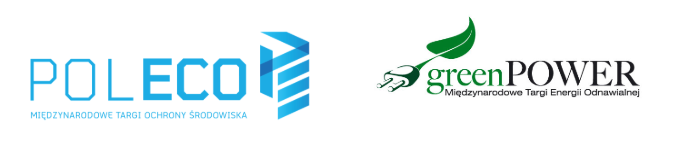 POLECO
MIĘDZYNARODOWE TARGI OCHRONY ŚRODOWISKA
greenPOWER
Międzynarodowe Targi Energii Odnawialnej